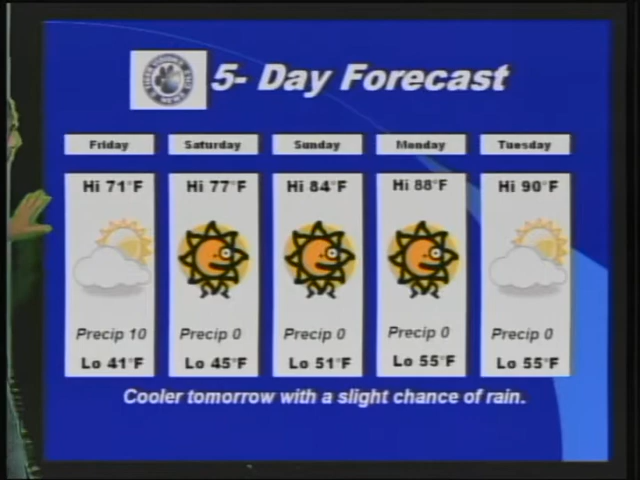 5- Day Forecast
Friday
Saturday
Sunday
Monday
Tuesday
Hi 71°F
Hi 77°F
Hi 84°F
Hi 88°F
Hi 90°F
Precip 10
Precip 0
Precip 0
Precip 0
Precip 0
Lo 41°F
Lo 45°F
Lo 51°F
Lo 55°F
Lo 55°F
Cooler tomorrow with a slight chance of rain.